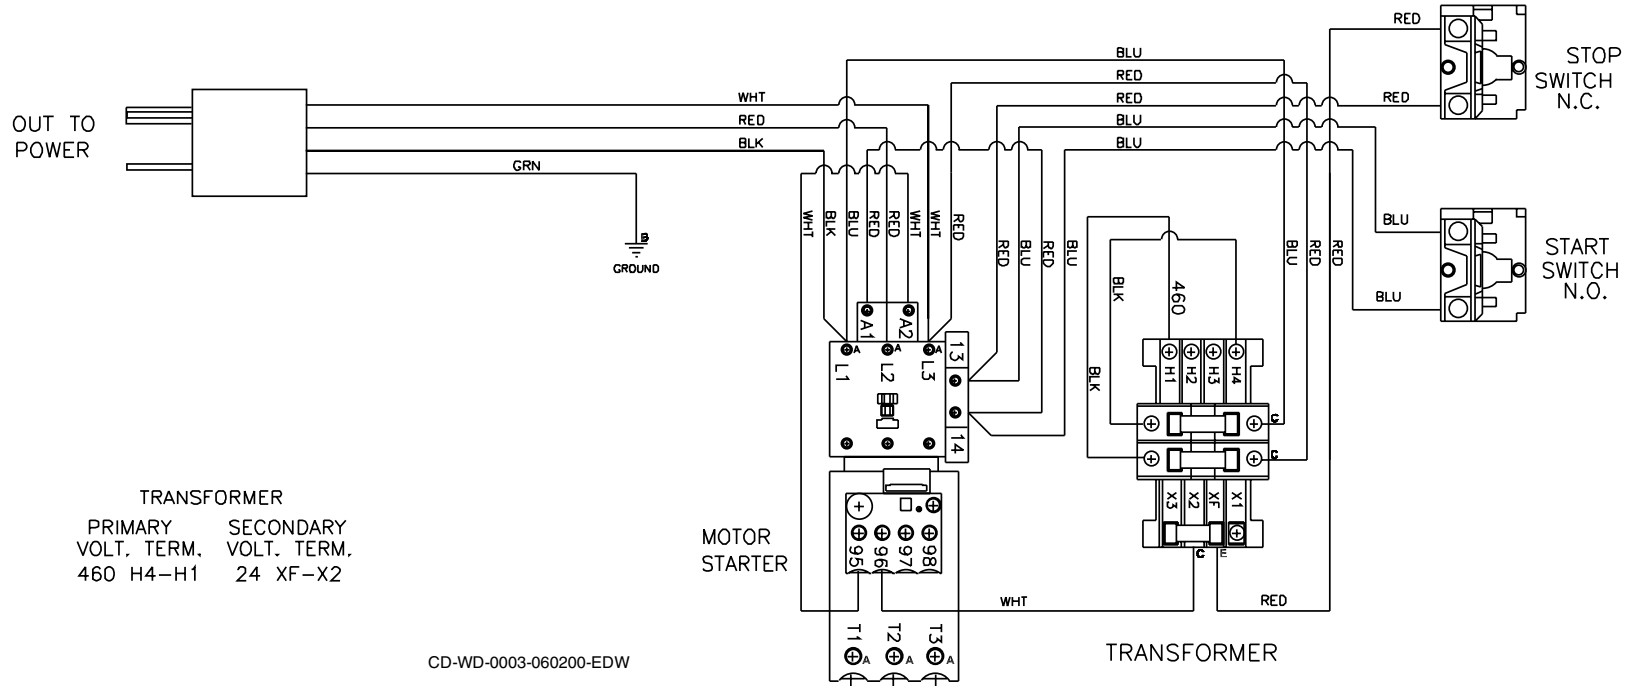 RED
STOP
SWITCH
N.C.
BLU
RED
RED
RED
BLU
BLU
WHT
RED
BLK
GRN
OUT TO
POWER
B
GROUND
WHT
BLK
BLU
RED
RED
WHT
WHT
RED
RED
BLU
RED
BLU
BLU
RED
RED
BLU
BLU
START
SWITCH
N.O.
BLK
460
BLK
A1
A2
A
A
A
L1
L2
L3
13
14
H1
H2
H3
H4
C
C
X3
X2
XF
X1
C
E
95
96
97
98
MOTOR
STARTER
WHT
RED
T1
T2
T3
A
A
A
TRANSFORMER
TRANSFORMER
PRIMARY SECONDARY
VOLT. TERM. VOLT. TERM.
460 H4-H1 24 XF-X2
CD-WD-0003-060200-EDW